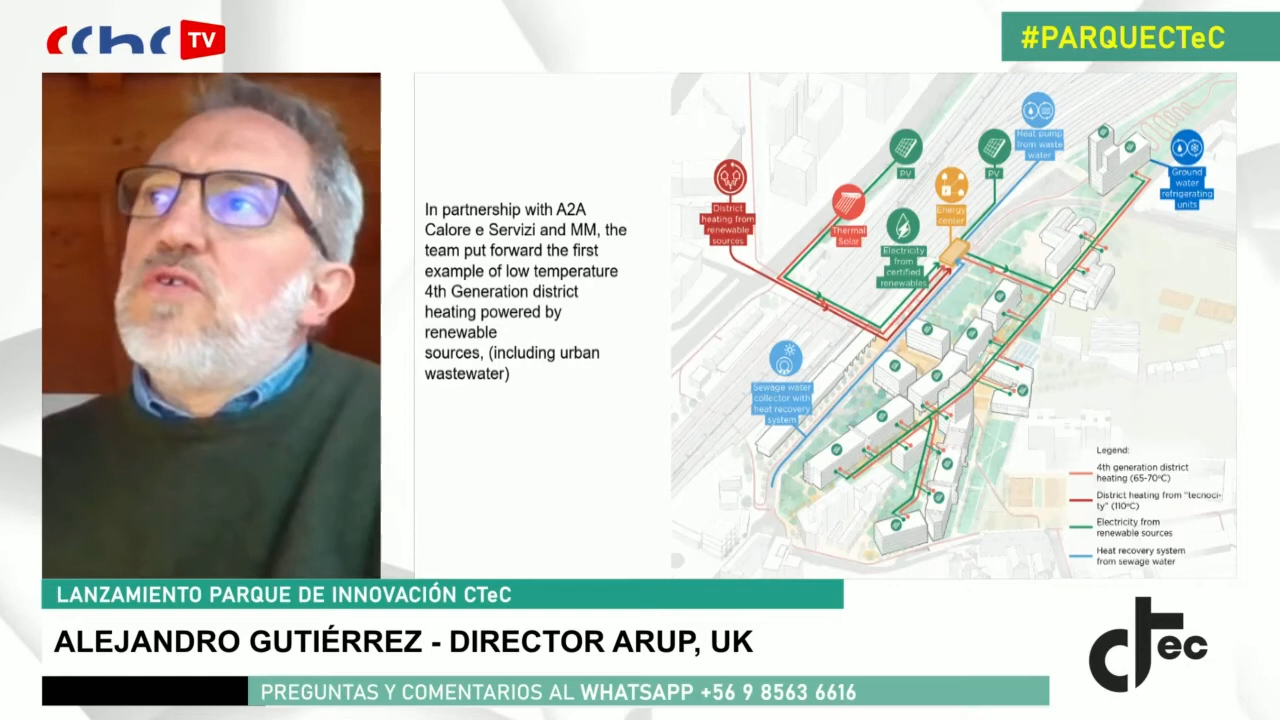 cchc TV
#PARQUECTeC
In partnership with A2A
Calore e Servizi and MM, the
team put forward the first
example of low temperature
4th Generation district
heating powered by
renewable
sources, (including urban
wastewater)
District
heating from
renewable
sources
Thermal
Solar
PV
Electricity
from
certified
renewables
Energy
center
PV
Heat pump
from waste
water
Ground
water
refrigerating
units
Sewage water
collector with
heat recovery
system
Legend:
4th generation district
heating (65-70°C)
District heating from "tecnoci-
ty" (110°C)
Electricity from
renewable sources
Heat recovery system
from sewage water
LANZAMIENTO PARQUE DE INNOVACIÓN CTeC
ALEJANDRO GUTIÉRREZ - DIRECTOR ARUP, UK
PREGUNTAS Y COMENTARIOS AL WHATSAPP +56 9 8563 6616
CTec